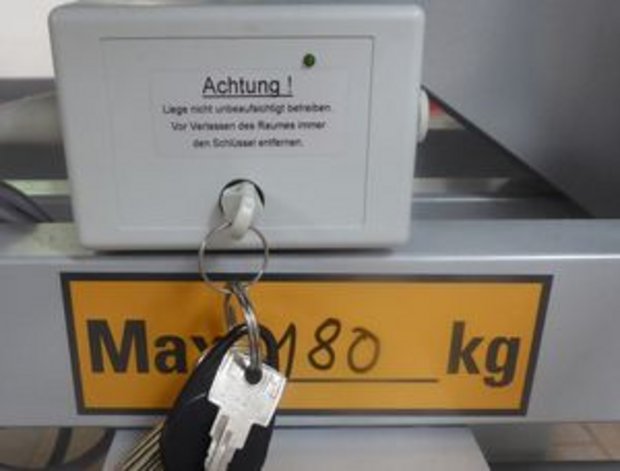 Achtung !
Liege nicht unbeaufsichtigt betreiben.
Vor Verlassen des Raumes immer
den Schlüssel entfernen.
Max 180 kg